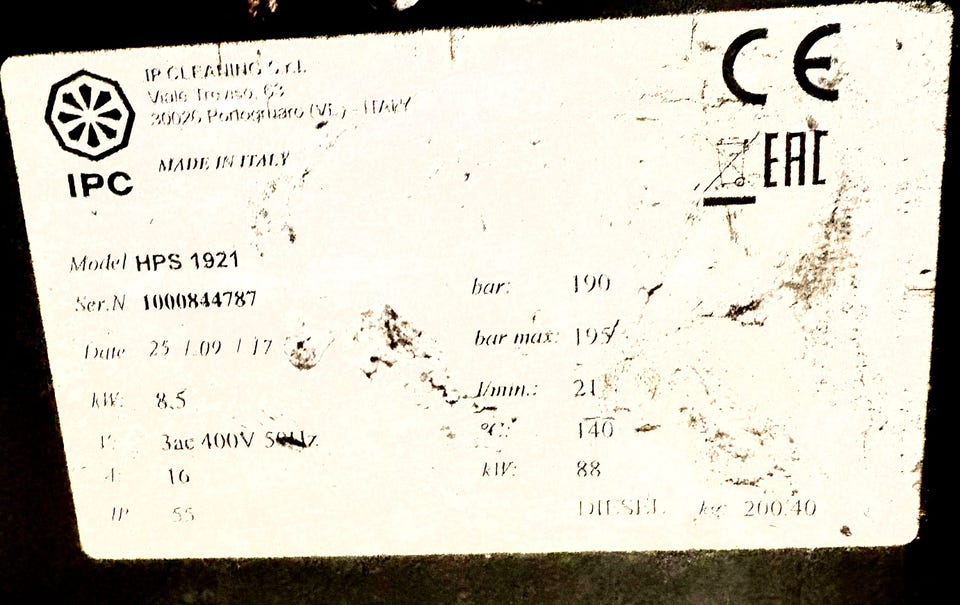 IP CLEANING S.r.l.
Viale Treviso, 63
30026 Portogruaro (VE) - ITALY
IPC
MADE IN ITALY
CE
EAC
Model HPS 1921
Ser.N 1000844787
Date 25 / 09 / 17
kW: 8.5
V: 3ac 400V 50Hz
A: 16
IP 55
bar: 190
bar max: 195
l/min.: 21
°C: 140
kW: 88
DIESEL kg: 200.40